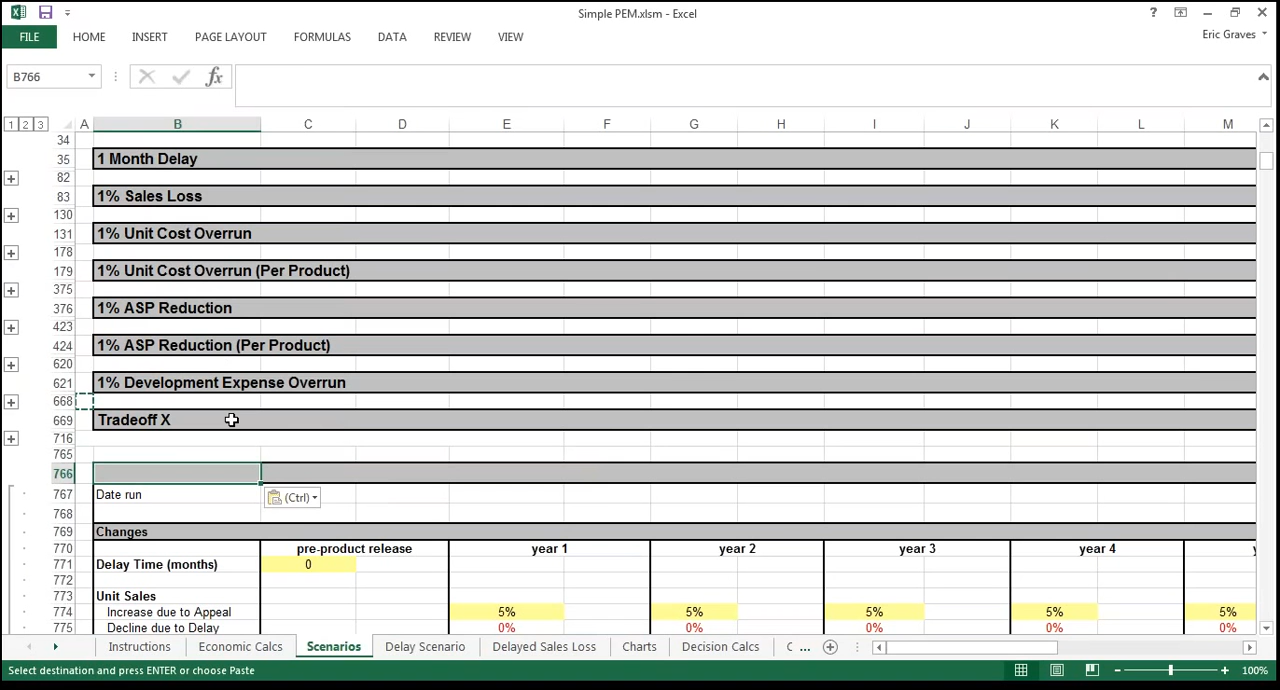 Simple PEM.xlsm - Excel
?
Eric Graves
FILE HOME INSERT PAGE LAYOUT FORMULAS DATA REVIEW VIEW
B766 fx
1 2 3 A B C D E F G H I J K L M
34
35 1 Month Delay
82
83 1% Sales Loss
130
131 1% Unit Cost Overrun
178
179 1% Unit Cost Overrun (Per Product)
375
376 1% ASP Reduction
423
424 1% ASP Reduction (Per Product)
620
621 1% Development Expense Overrun
668
669 Tradeoff X
716
765
766
767 Date run (Ctrl)
768
769 Changes
770 pre-product release year 1 year 2 year 3 year 4
771 Delay Time (months) 0
772
773 Unit Sales
774 Increase due to Appeal 5% 5% 5% 5% 5%
775 Decline due to Delay 0% 0% 0% 0% 0%
Instructions Economic Calcs Scenarios Delay Scenario Delayed Sales Loss Charts Decision Calcs C ...
Select destination and press ENTER or choose Paste 100%